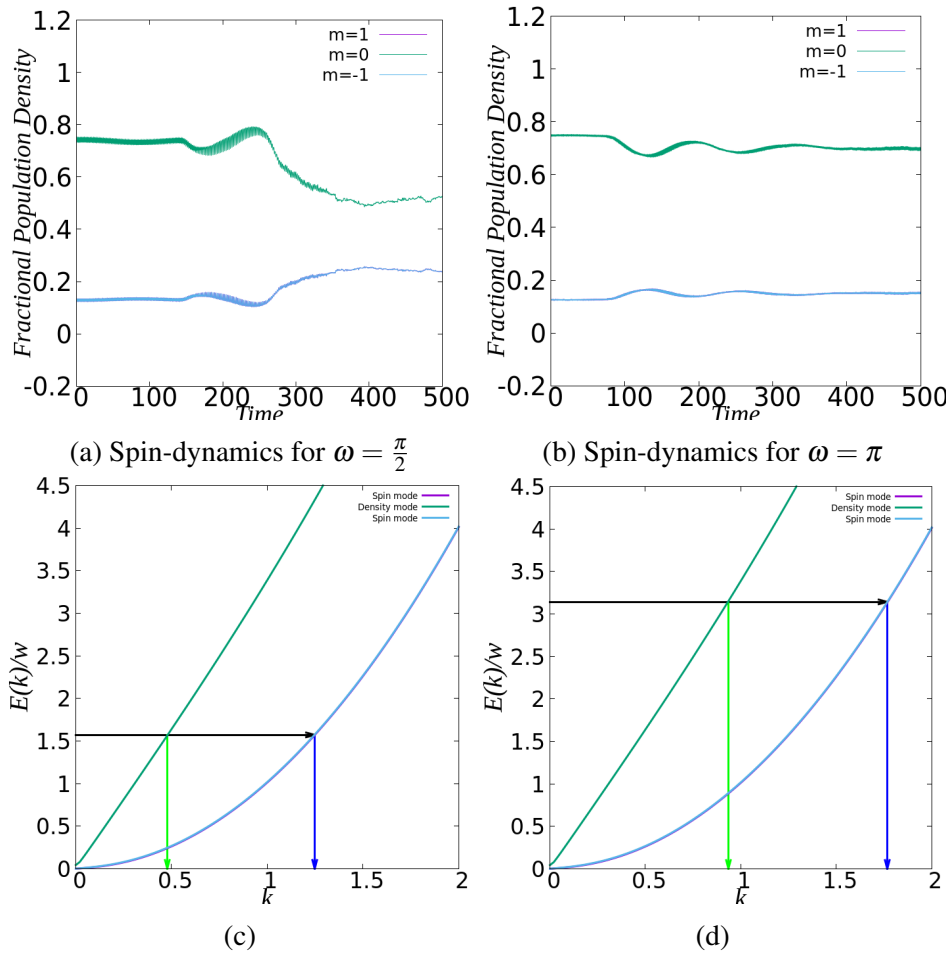 1.2
1
0.8
0.6
0.4
0.2
0
-0.2
Fractional Population Density
m=1
m=0
m=-1
0 100 200 300 400 500
Time
(a) Spin-dynamics for ω = π/2
1.2
1
0.8
0.6
0.4
0.2
0
-0.2
Fractional Population Density
m=1
m=0
m=-1
0 100 200 300 400 500
Time
(b) Spin-dynamics for ω = π
4.5
4
3.5
3
2.5
2
1.5
1
0.5
0
E(k)/w
Spin mode
Density mode
Spin mode
0 0.5 1 1.5 2
k
(c)
4.5
4
3.5
3
2.5
2
1.5
1
0.5
0
E(k)/w
Spin mode
Density mode
Spin mode
0 0.5 1 1.5 2
k
(d)